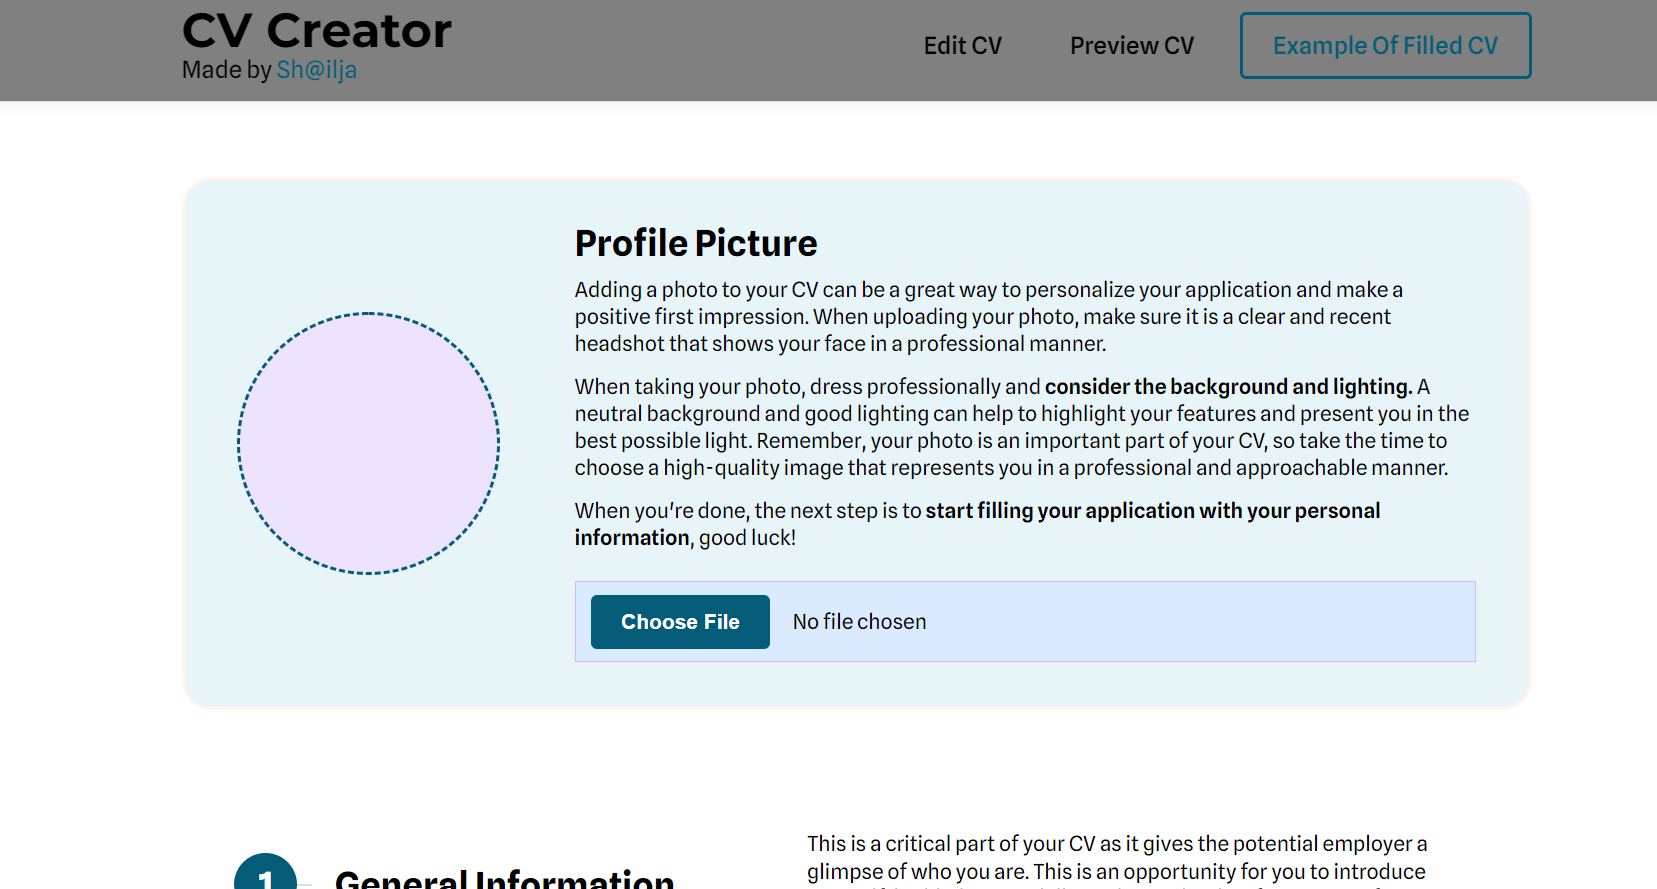 CV Creator
Made by Sh@ilja
Edit CV
Preview CV
Example Of Filled CV
Profile Picture
Adding a photo to your CV can be a great way to personalize your application and make a
positive first impression. When uploading your photo, make sure it is a clear and recent
headshot that shows your face in a professional manner.
When taking your photo, dress professionally and consider the background and lighting. A
neutral background and good lighting can help to highlight your features and present you in the
best possible light. Remember, your photo is an important part of your CV, so take the time to
choose a high-quality image that represents you in a professional and approachable manner.
When you're done, the next step is to start filling your application with your personal
information, good luck!
Choose File
No file chosen
1
General Information
This is a critical part of your CV as it gives the potential employer a
glimpse of who you are. This is an opportunity for you to introduce